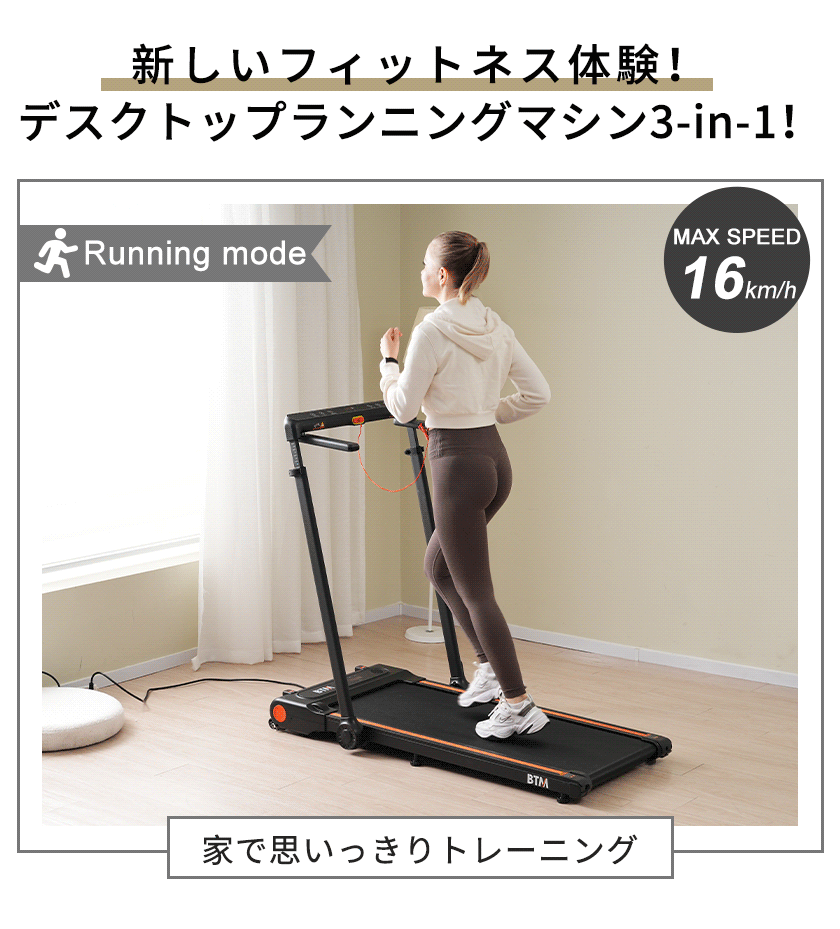 新しいフィットネス体験！
デスクトップランニングマシン3-in-1！
Running mode
MAX SPEED
16km/h
BTM
BTM
家で思いっきりトレーニング